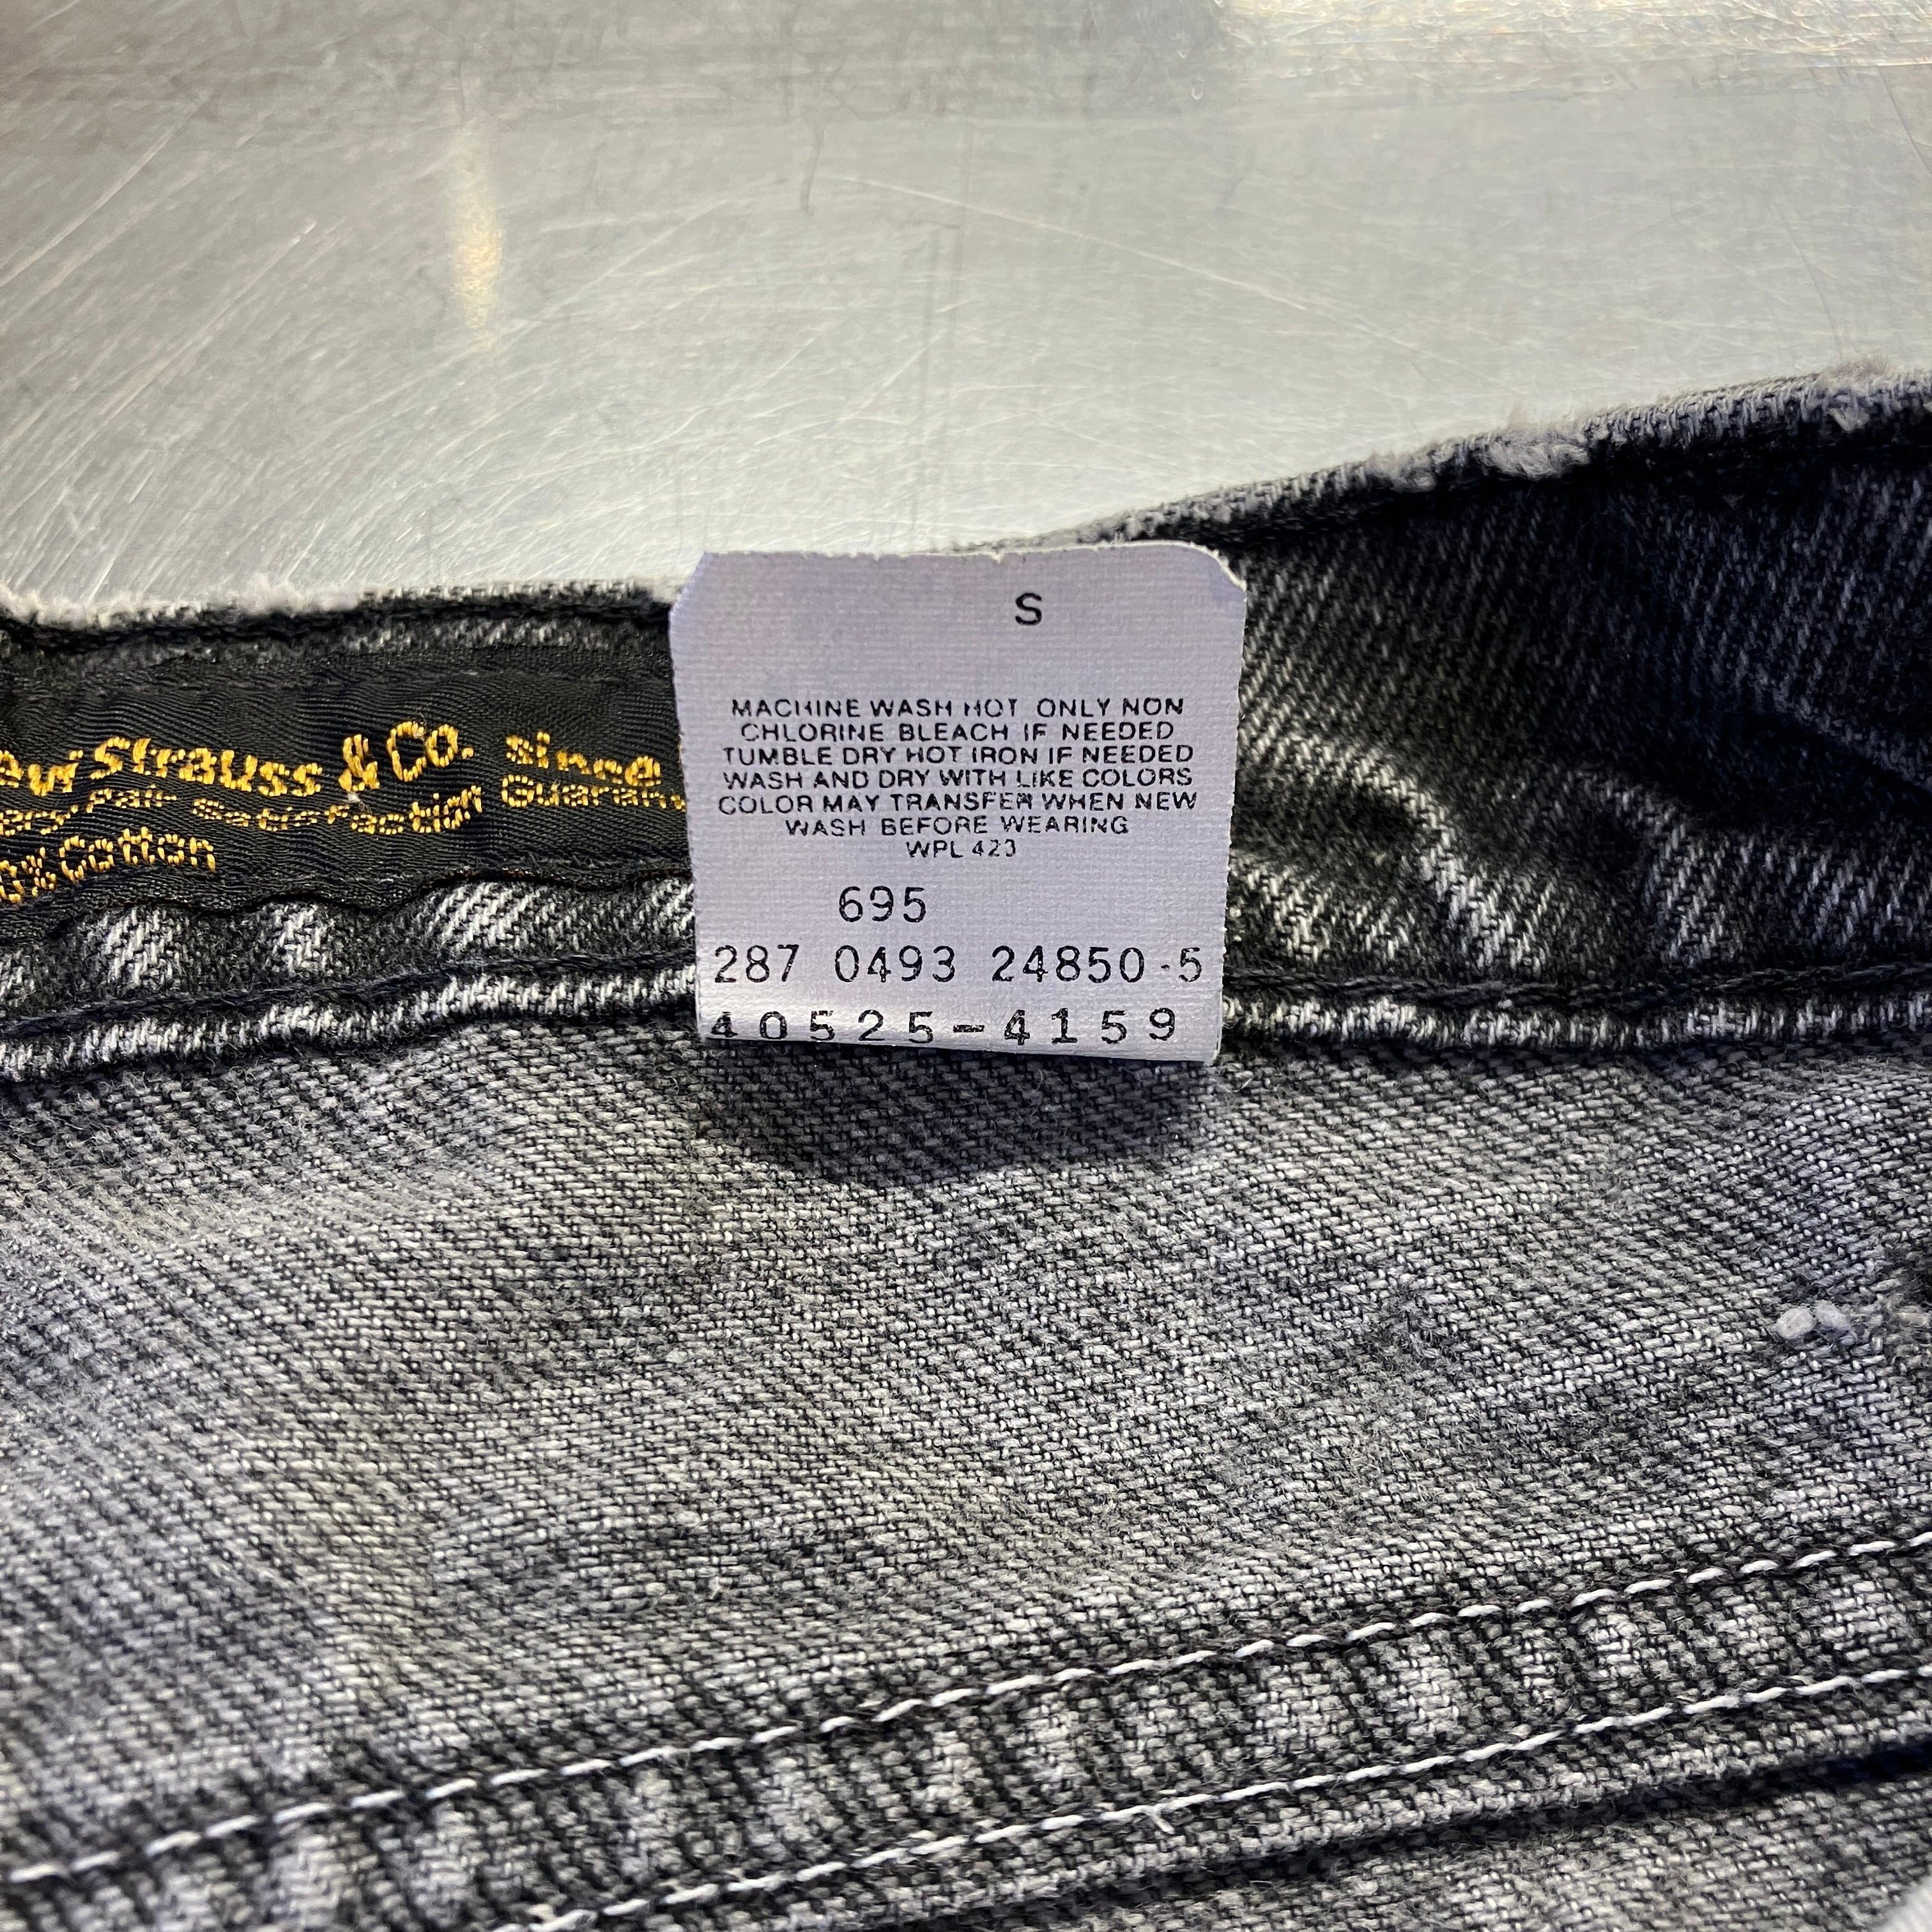 Strauss & Co. since
Satisfaction
Cotton
S
MACHINE WASH HOT ONLY NON
CHLORINE BLEACH IF NEEDED
TUMBLE DRY HOT IRON IF NEEDED
WASH AND DRY WITH LIKE COLORS
COLOR MAY TRANSFER WHEN NEW
WASH BEFORE WEARING
WPL 423
695
287 0493 24850-5
40525-4159